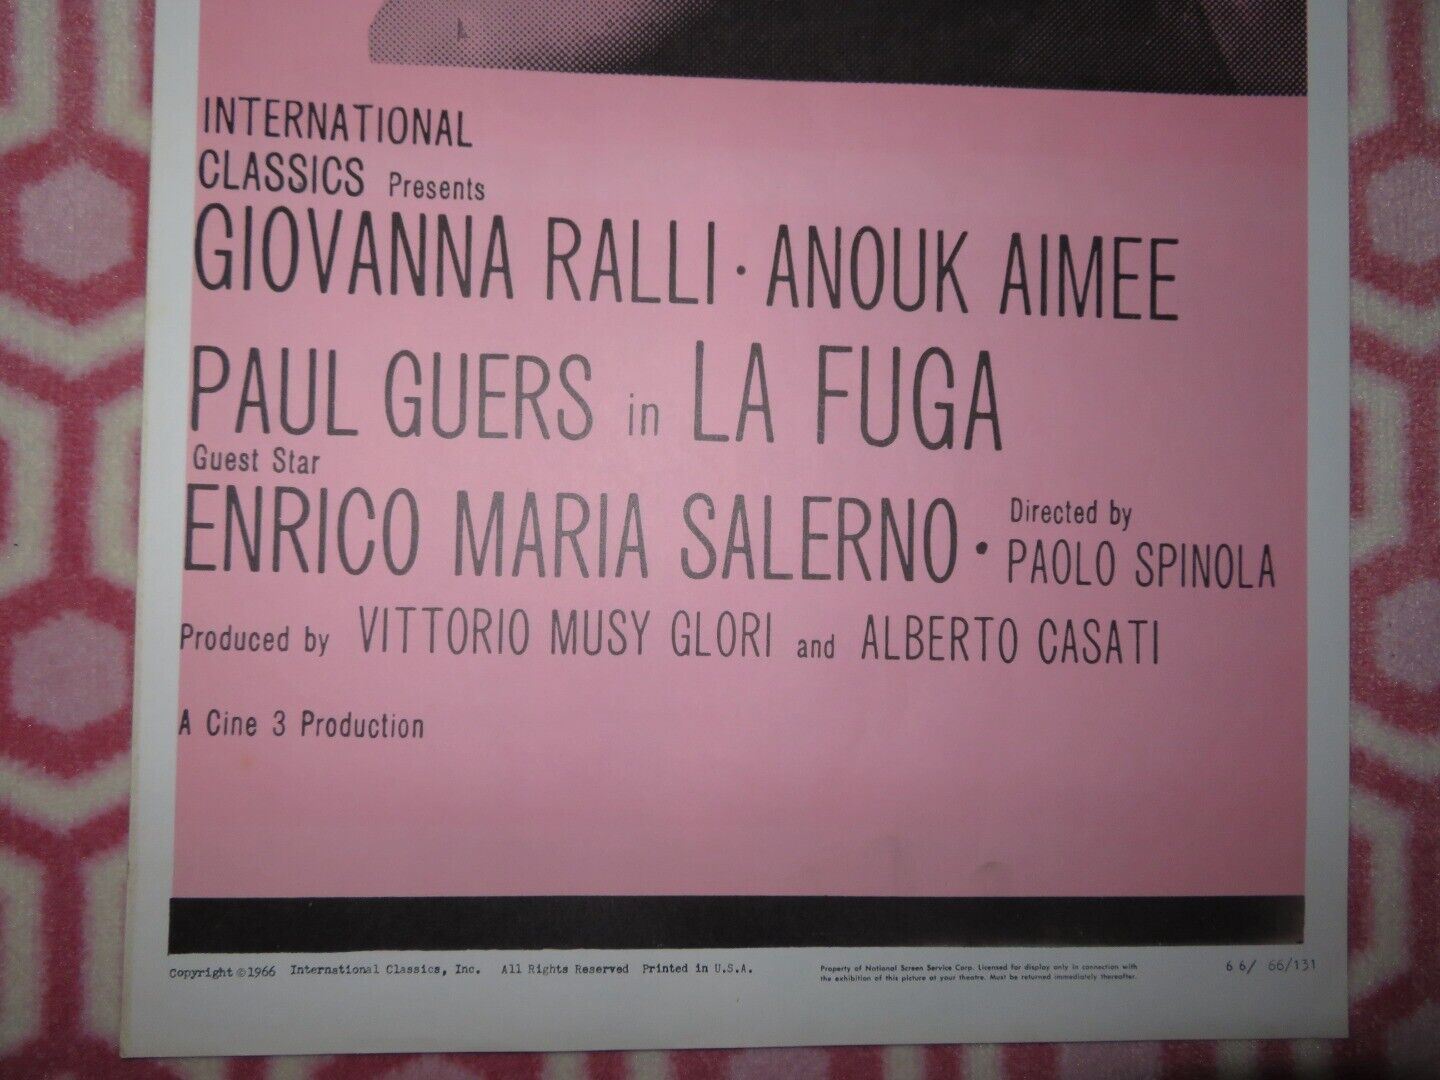 INTERNATIONAL
CLASSICS Presents
GIOVANNA RALLI · ANOUK AIMEE
PAUL GUERS in LA FUGA
Guest Star
ENRICO MARIA SALERNO ·
Directed by
PAOLO SPINOLA
Produced by VITTORIO MUSY GLORI and ALBERTO CASATI
A Cine 3 Production
Copyright ©1966 International Classics, Inc. All Rights Reserved Printed in U.S.A.
Property of National Screen Service Corp. Licensed for display only in connection with
the exhibition of this picture at your theatre. Must be returned immediately thereafter.
66/ 66/131